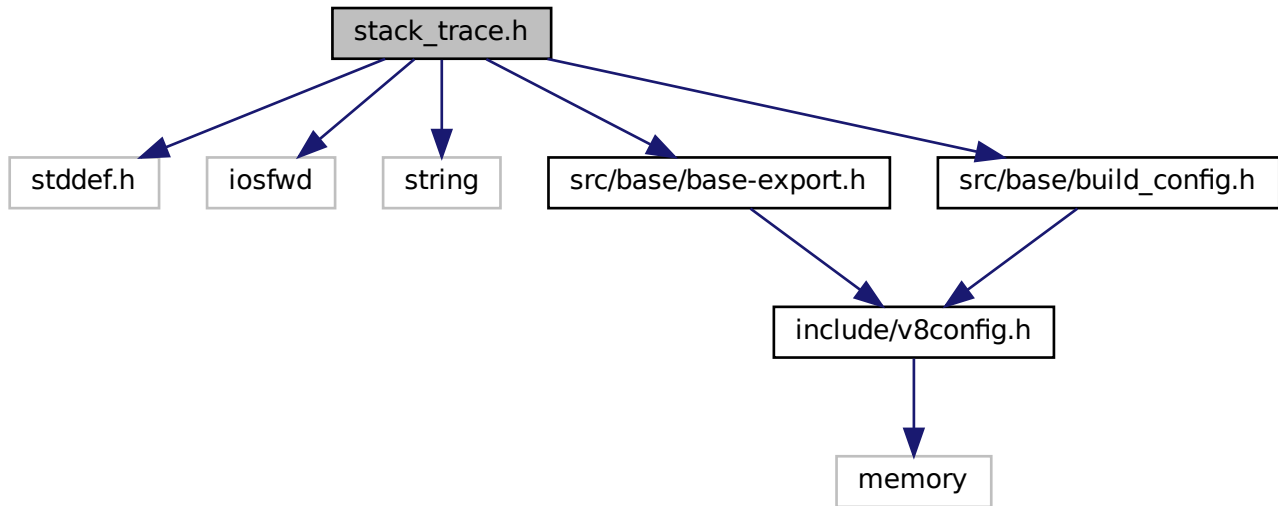 stack_trace.h
stddef.h
iosfwd
string
src/base/base-export.h
src/base/build_config.h
include/v8config.h
memory